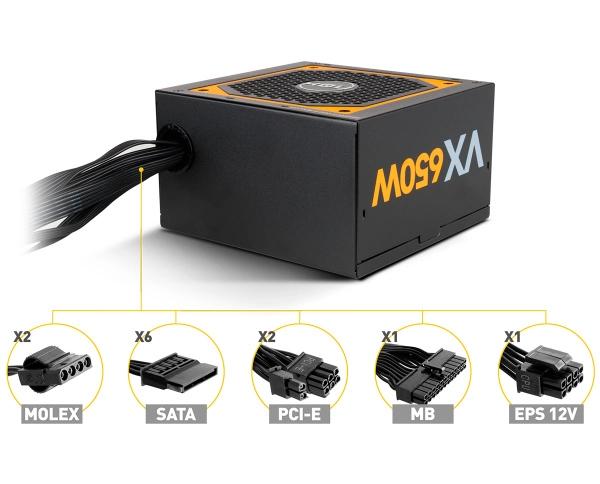 VX 650W
X2
X6
X2
X1
X1
MOLEX
SATA
PCI-E
MB
EPS 12V